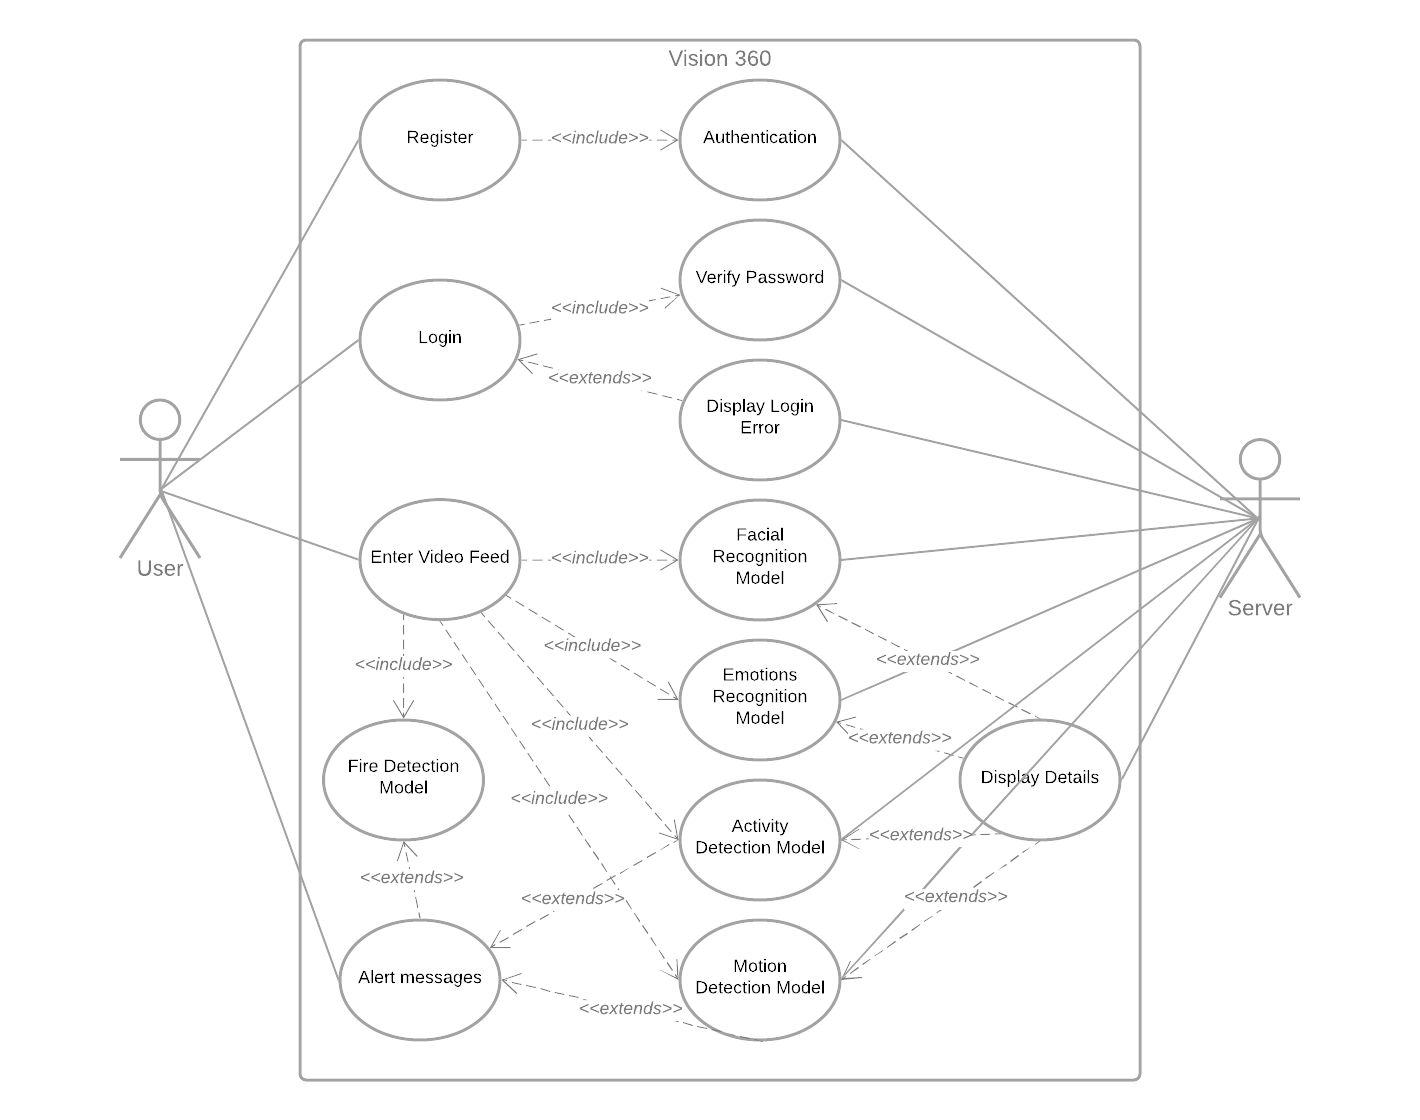 Vision 360
Register
<<include>>
Authentication
Verify Password
<<include>>
Login
<<extends>>
Display Login
Error
User
Enter Video Feed
<<include>>
Facial
Recognition
Model
Server
<<include>>
<<include>>
<<extends>>
Emotions
Recognition
Model
<<include>>
<<extends>>
Fire Detection
Model
<<include>>
Display Details
Activity
Detection Model
<<extends>>
<<extends>>
<<extends>>
<<extends>>
Alert messages
Motion
Detection Model
<<extends>>